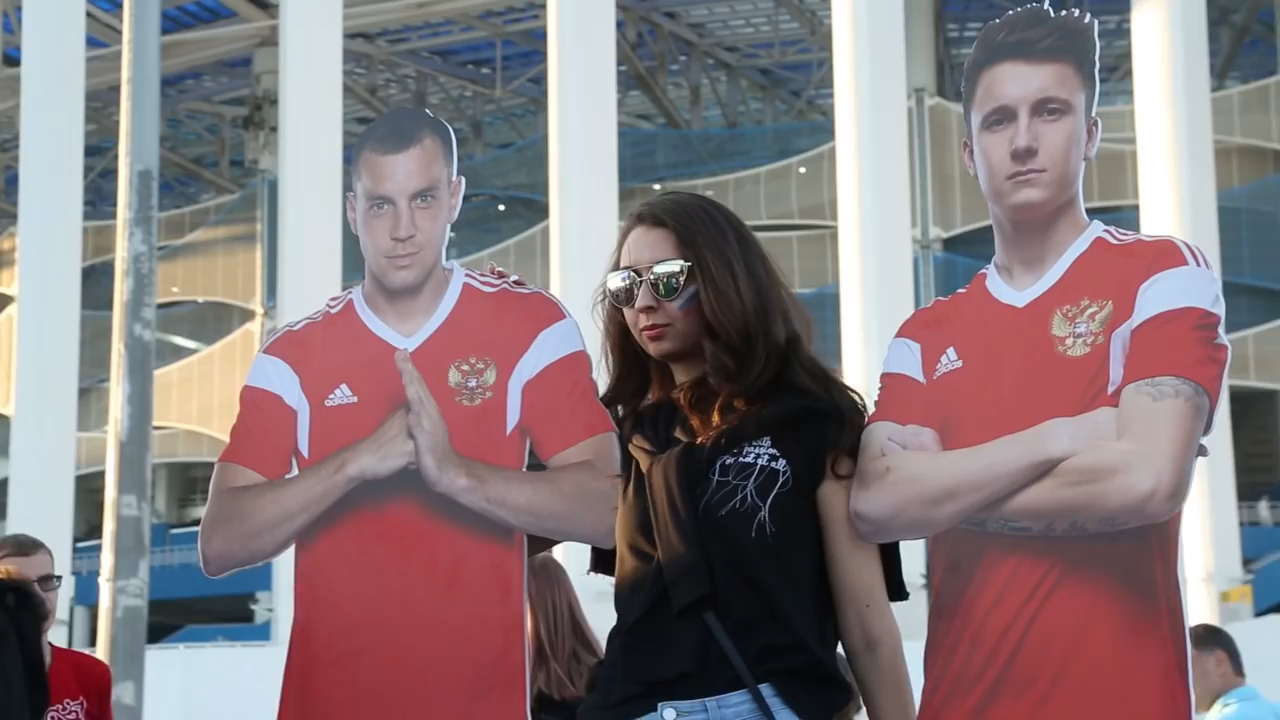 adidas
adidas
with
passion
or not at all